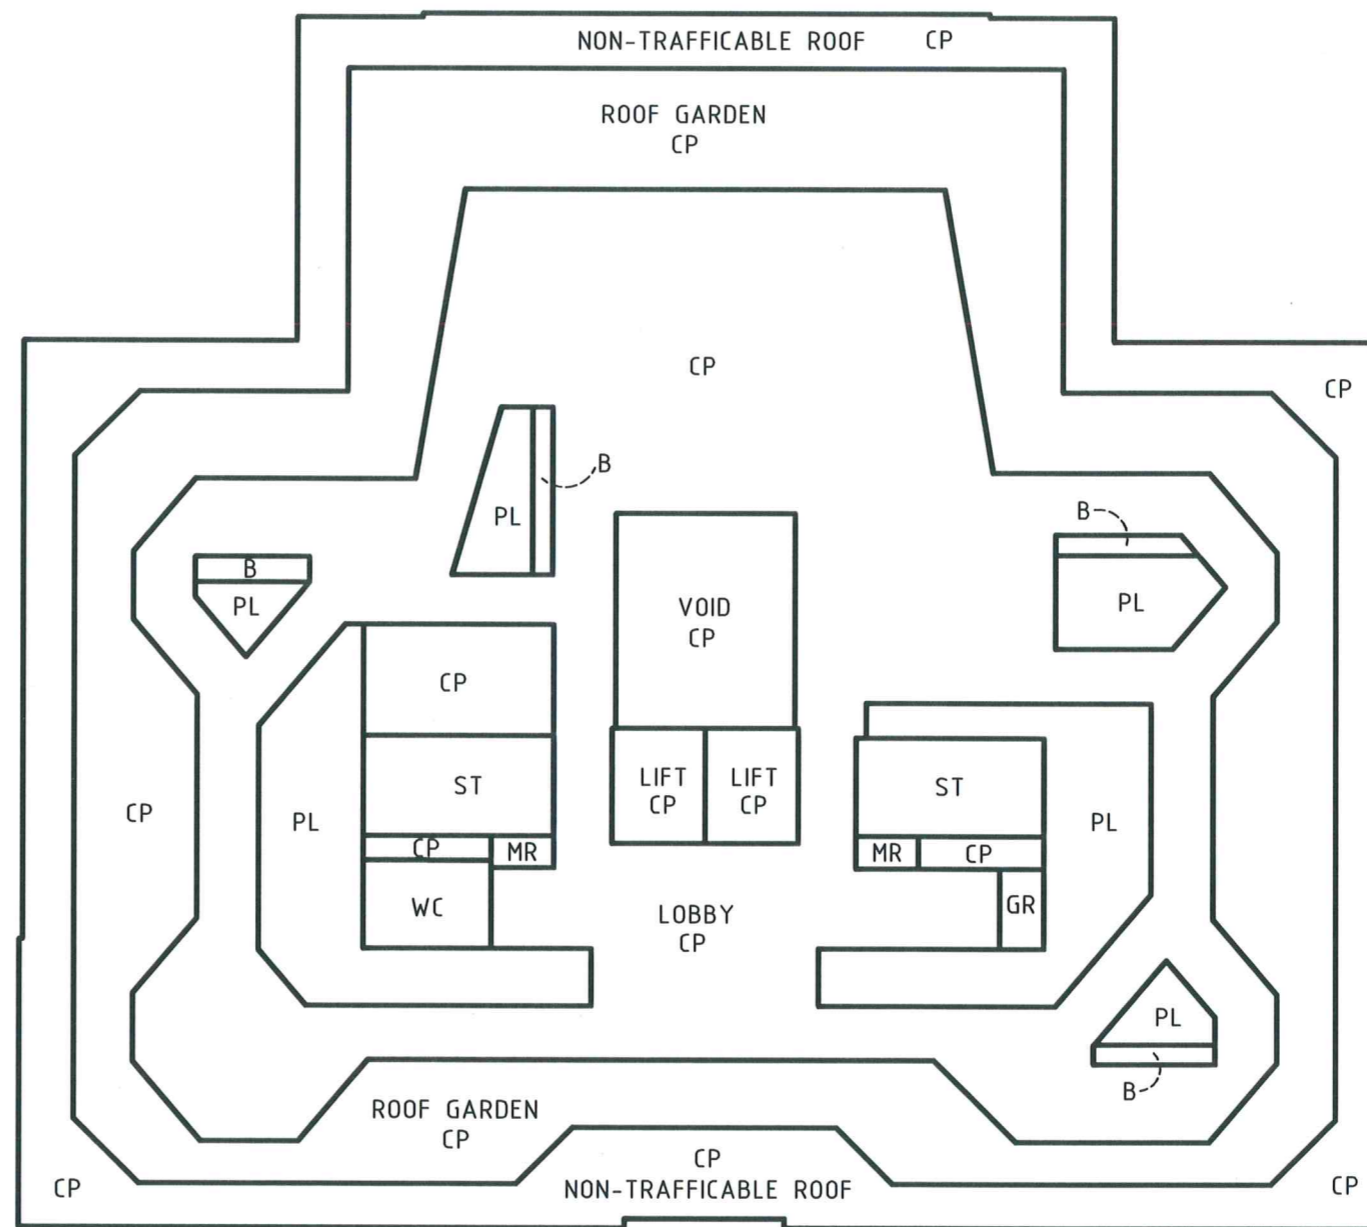 NON-TRAFFICABLE ROOF CP
ROOF GARDEN
CP
CP
CP
B
PL
B
PL
B
PL
VOID
CP
CP
ST
LIFT
CP
LIFT
CP
ST
CP
PL
PL
CP
MR
MR
CP
WC
GR
LOBBY
CP
PL
B
ROOF GARDEN
CP
CP
NON-TRAFFICABLE ROOF
CP
CP